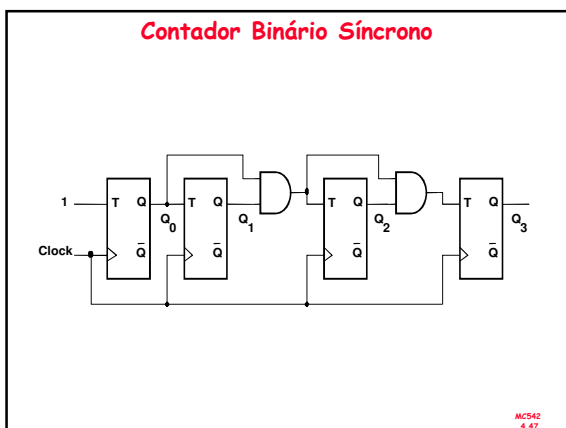 Contador Binário Síncrono
1 T Q T Q T Q T Q
Q0 Q1 Q2 Q3
Clock Q̅ Q̅ Q̅ Q̅
MC542
4.47